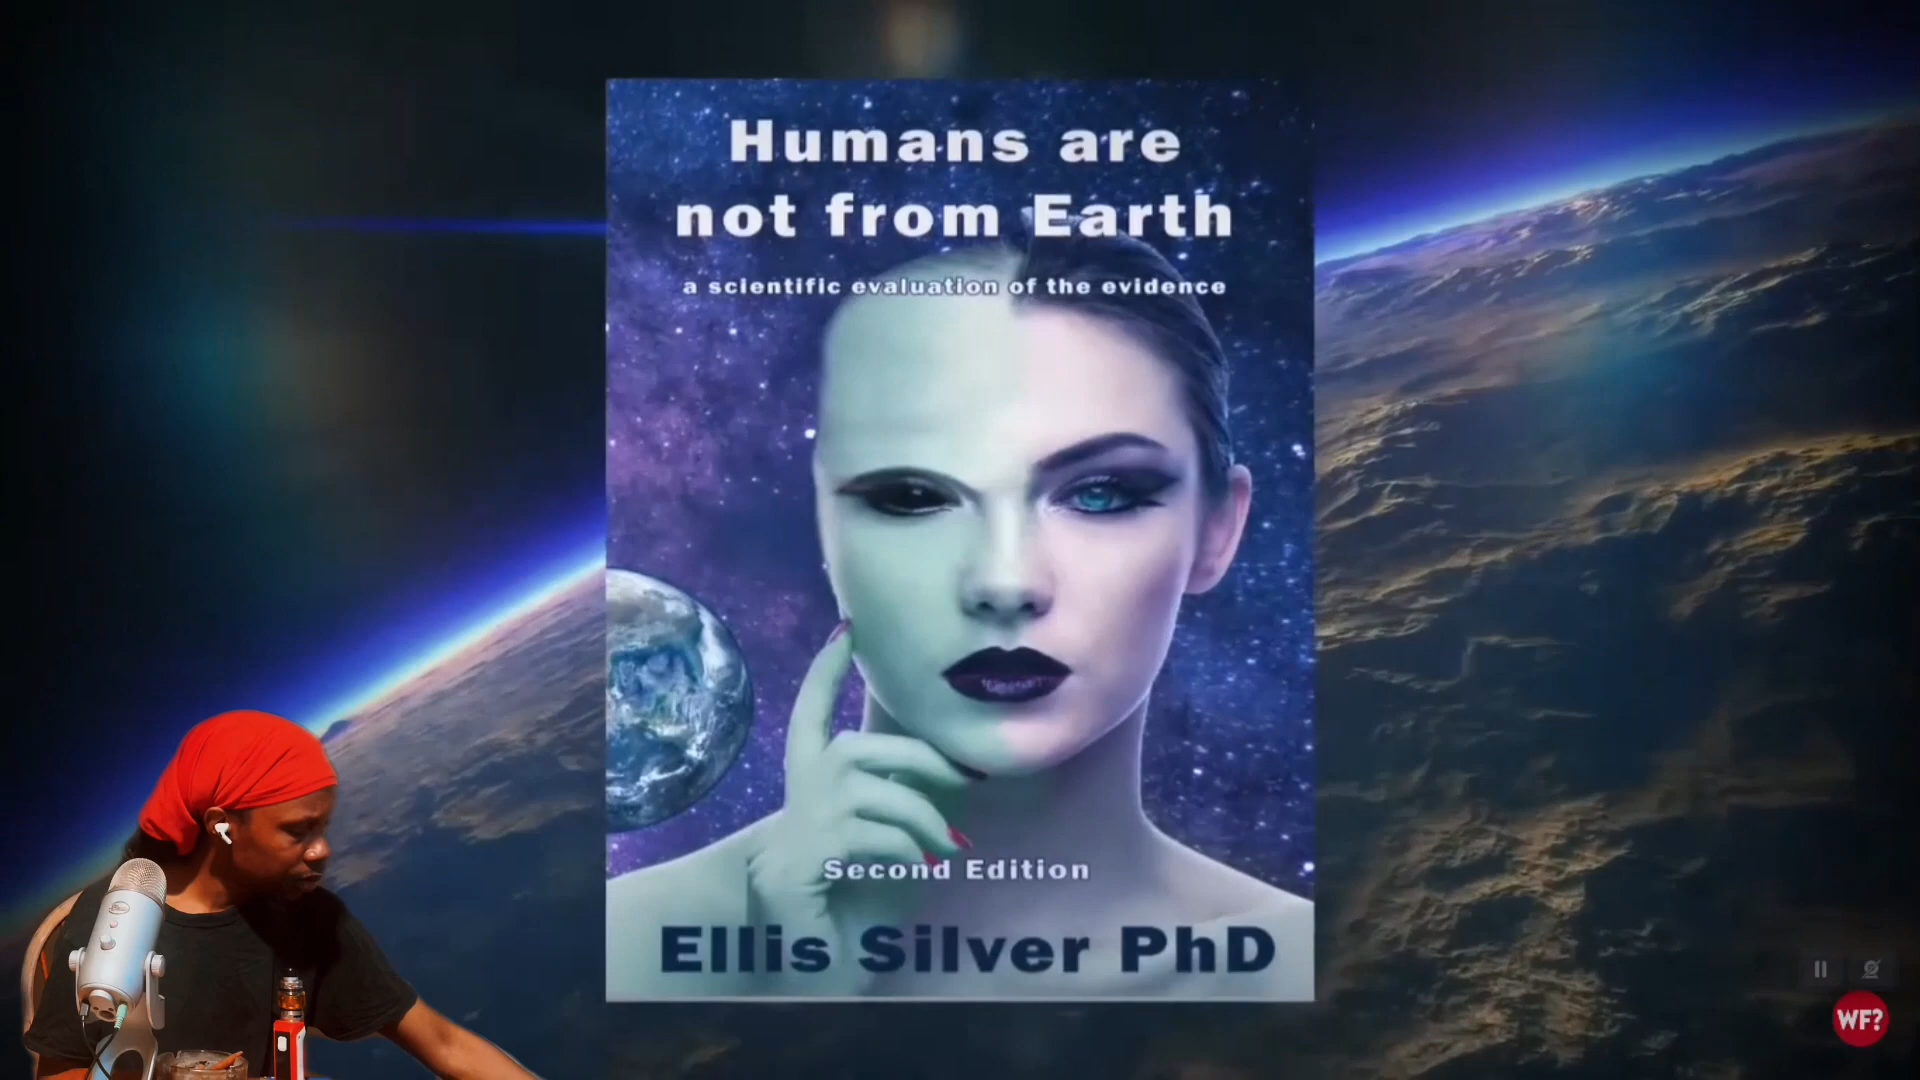 Humans are
not from Earth
a scientific evaluation of the evidence
Second Edition
Ellis Silver PhD
WF?